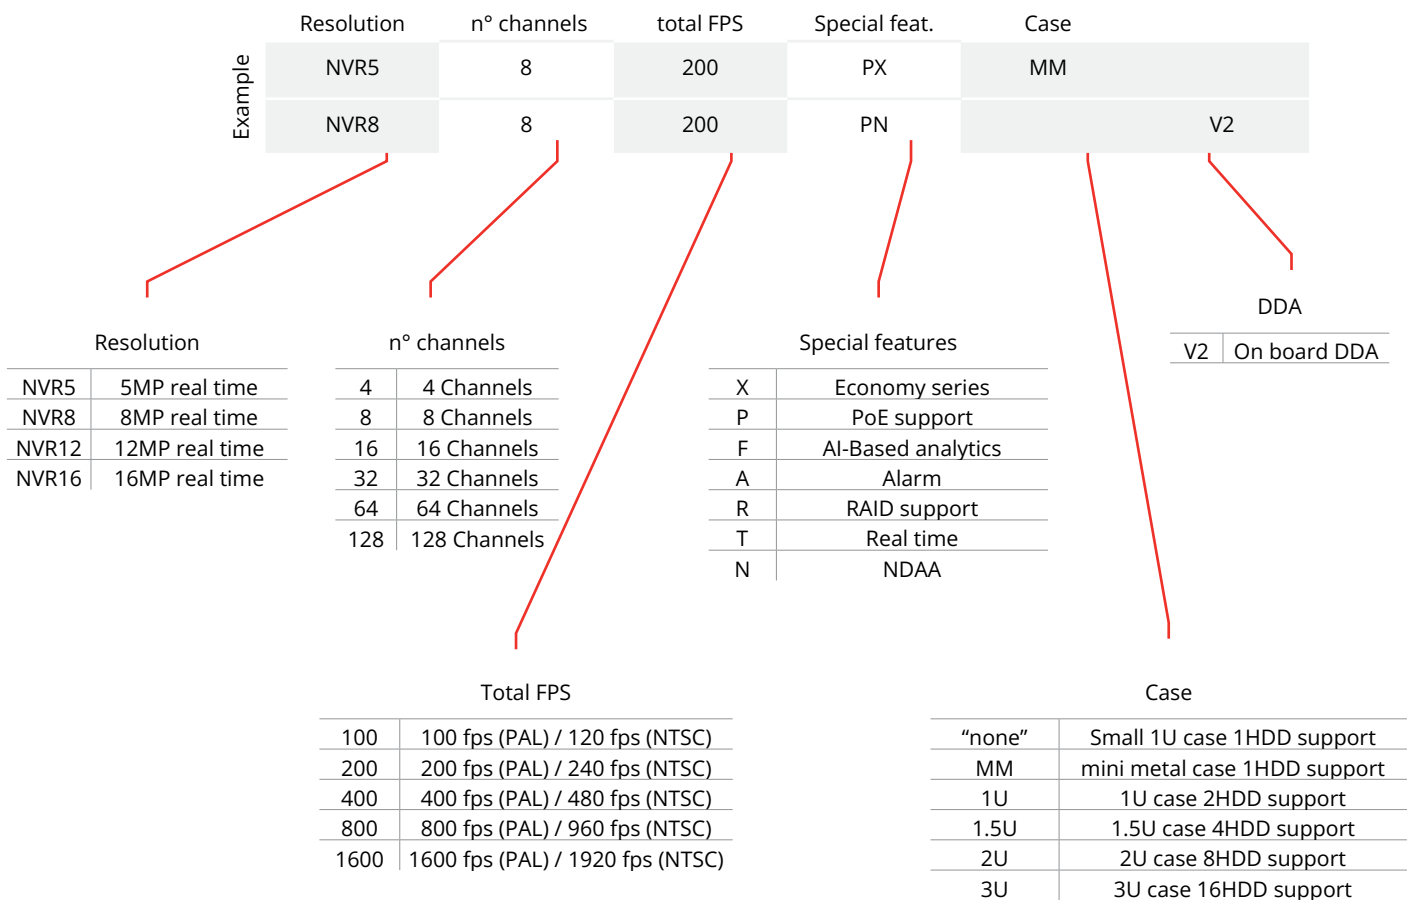 Resolution n° channels total FPS Special feat. Case
Example
NVR5 8 200 PX MM
NVR8 8 200 PN V2
DDA
V2 On board DDA
Resolution
NVR5 5MP real time
NVR8 8MP real time
NVR12 12MP real time
NVR16 16MP real time
n° channels
4 4 Channels
8 8 Channels
16 16 Channels
32 32 Channels
64 64 Channels
128 128 Channels
Special features
X Economy series
P PoE support
F AI-Based analytics
A Alarm
R RAID support
T Real time
N NDAA
Total FPS
100 100 fps (PAL) / 120 fps (NTSC)
200 200 fps (PAL) / 240 fps (NTSC)
400 400 fps (PAL) / 480 fps (NTSC)
800 800 fps (PAL) / 960 fps (NTSC)
1600 1600 fps (PAL) / 1920 fps (NTSC)
Case
“none” Small 1U case 1HDD support
MM mini metal case 1HDD support
1U 1U case 2HDD support
1.5U 1.5U case 4HDD support
2U 2U case 8HDD support
3U 3U case 16HDD support